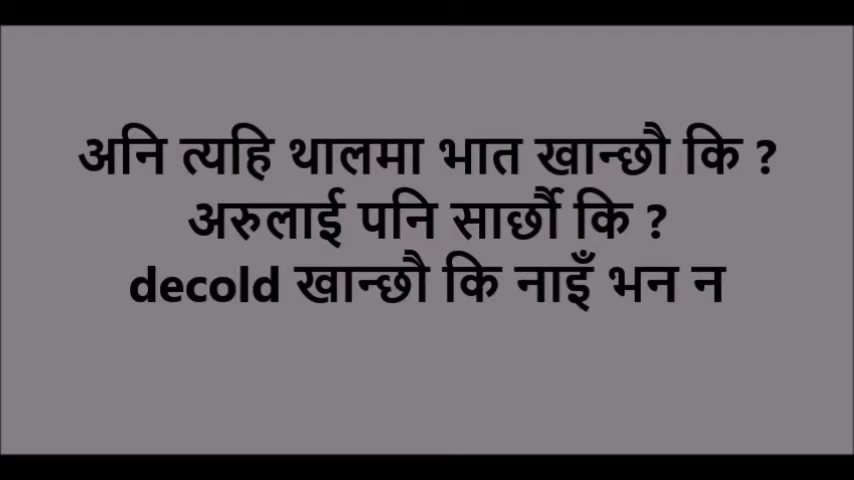 अनि त्यहि थालमा भात खान्छौ कि ?
अरुलाई पनि सार्छौ कि ?
decold खान्छौ कि नाइँ भन न